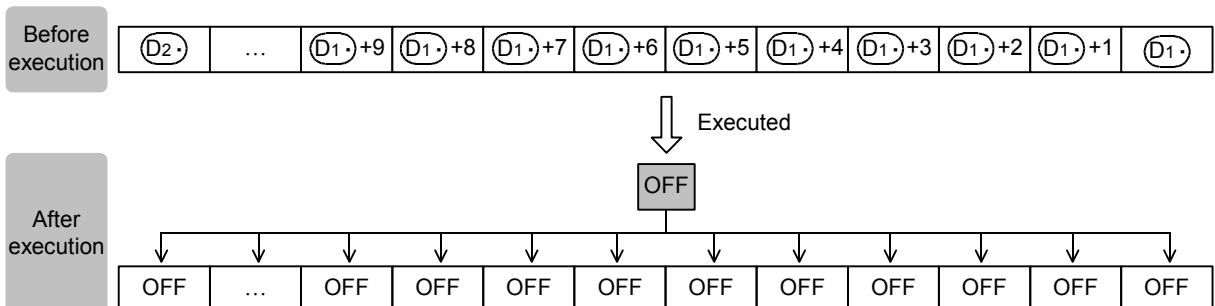 Before execution
D2· … D1·+9 D1·+8 D1·+7 D1·+6 D1·+5 D1·+4 D1·+3 D1·+2 D1·+1 D1·
Executed
OFF
After execution
OFF … OFF OFF OFF OFF OFF OFF OFF OFF OFF OFF